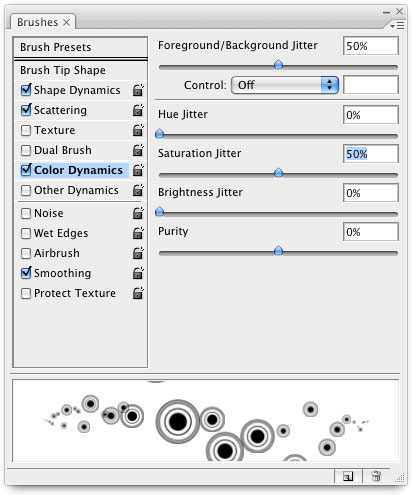 Brushes ×
Brush Presets
Brush Tip Shape
Shape Dynamics
Scattering
Texture
Dual Brush
Color Dynamics
Other Dynamics
Noise
Wet Edges
Airbrush
Smoothing
Protect Texture
Foreground/Background Jitter 50%
Control: Off
Hue Jitter 0%
Saturation Jitter 50%
Brightness Jitter 0%
Purity 0%